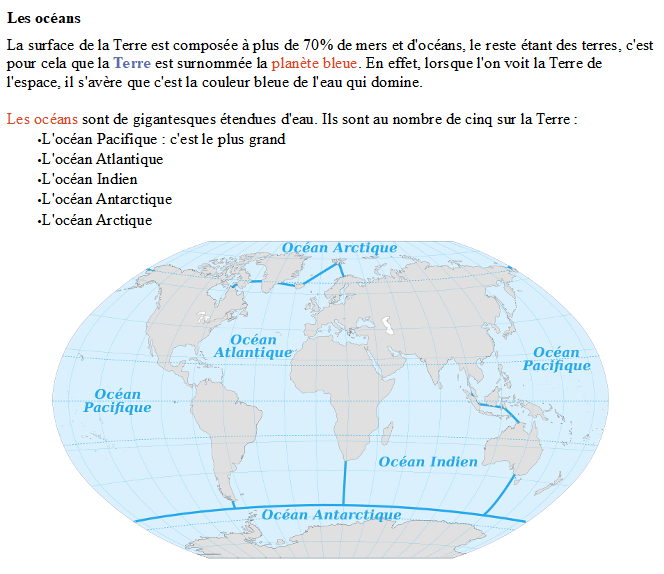 Les océans
La surface de la Terre est composée à plus de 70% de mers et d'océans, le reste étant des terres, c'est
pour cela que la Terre est surnommée la planète bleue. En effet, lorsque l'on voit la Terre de
l'espace, il s'avère que c'est la couleur bleue de l'eau qui domine.
Les océans sont de gigantesques étendues d'eau. Ils sont au nombre de cinq sur la Terre :
•L'océan Pacifique : c'est le plus grand
•L'océan Atlantique
•L'océan Indien
•L'océan Antarctique
•L'océan Arctique
Océan Arctique
Océan
Atlantique
Océan
Pacifique
Océan
Pacifique
Océan Indien
Océan Antarctique